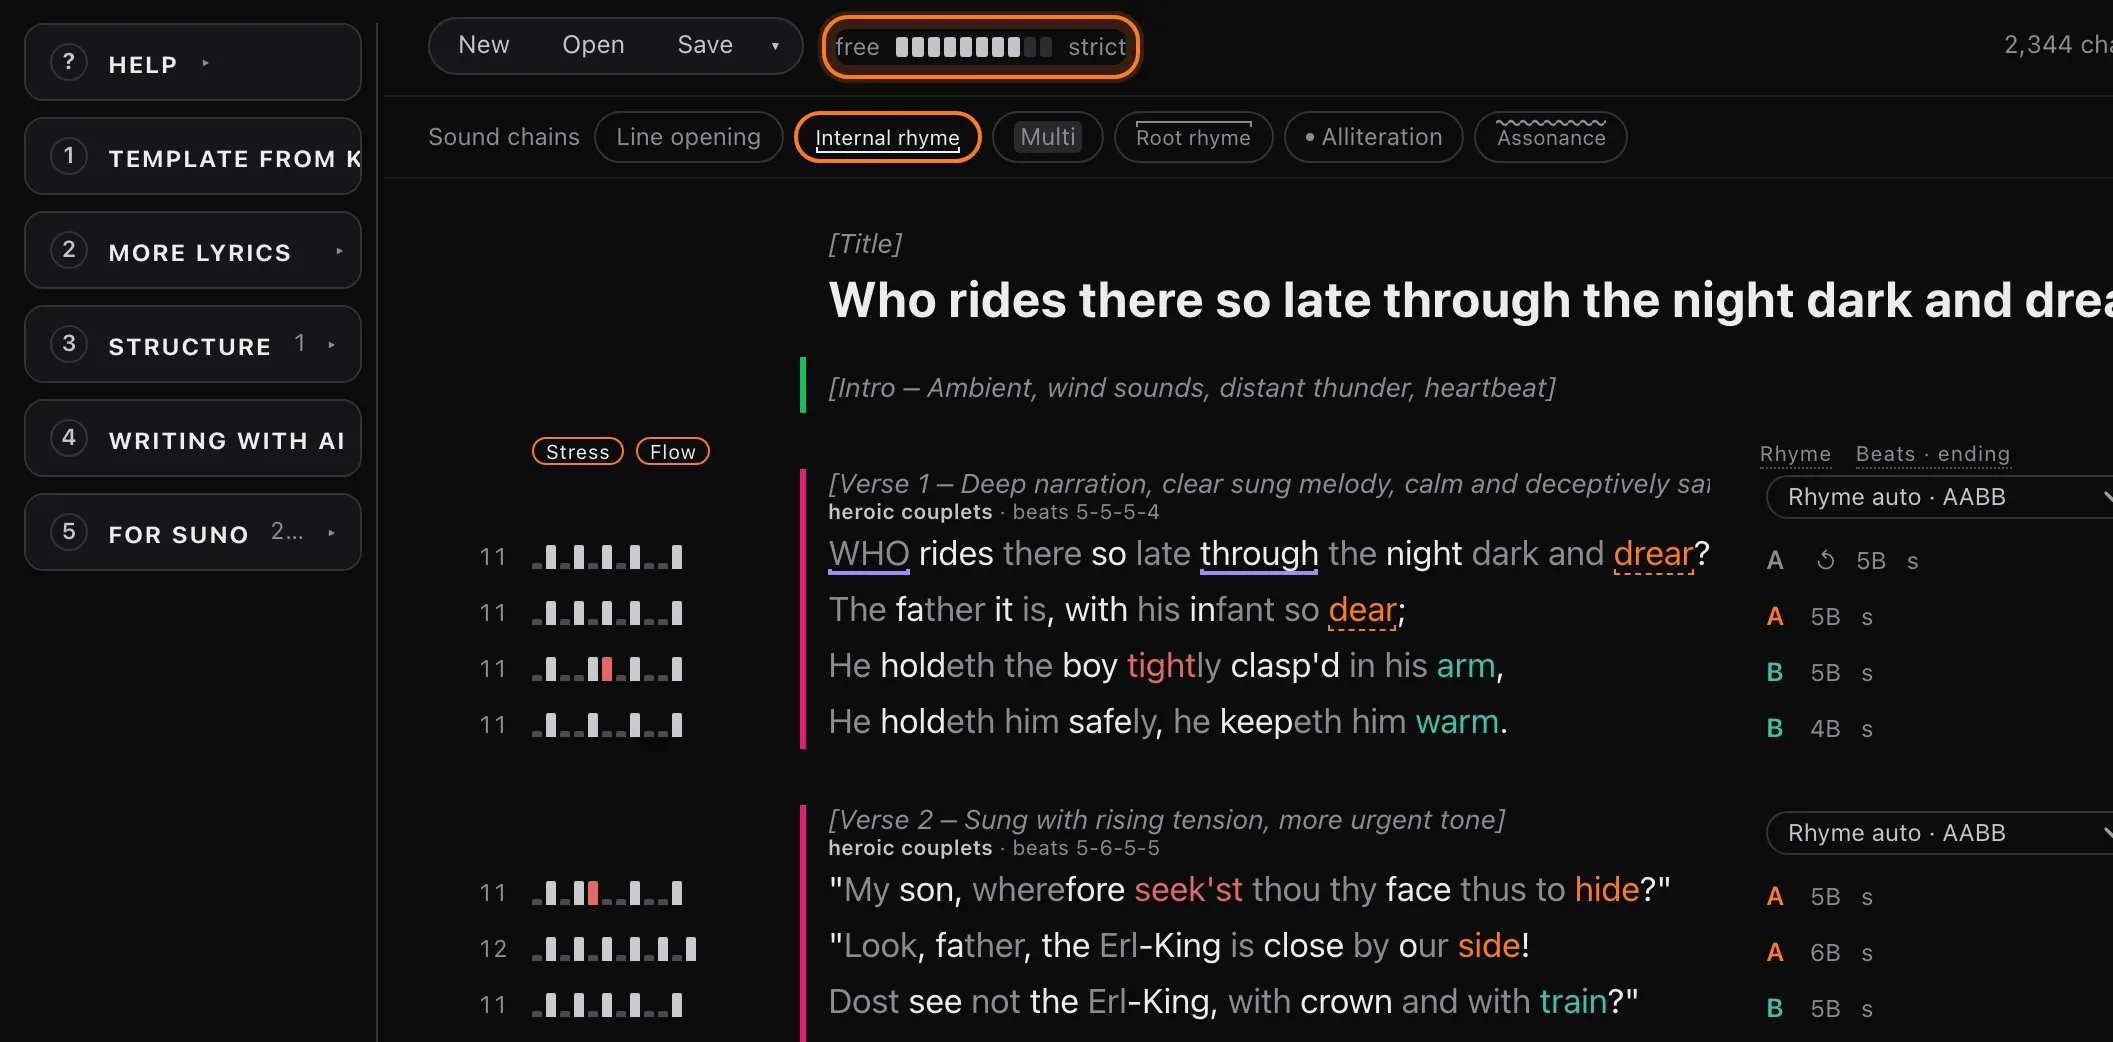 ? HELP ▸
1 TEMPLATE FROM K
2 MORE LYRICS ▸
3 STRUCTURE 1 ▸
4 WRITING WITH AI
5 FOR SUNO 2... ▸
New Open Save ▾ free strict 2,344 cha
Sound chains Line opening Internal rhyme Multi Root rhyme • Alliteration Assonance
[Title]
Who rides there so late through the night dark and drea
[Intro – Ambient, wind sounds, distant thunder, heartbeat]
Stress Flow Rhyme Beats · ending
[Verse 1 – Deep narration, clear sung melody, calm and deceptively saf Rhyme auto · AABB
heroic couplets · beats 5-5-5-4
11 WHO rides there so late through the night dark and drear? A ↺ 5B s
11 The father it is, with his infant so dear; A 5B s
11 He holdeth the boy tightly clasp'd in his arm, B 5B s
11 He holdeth him safely, he keepeth him warm. B 4B s
[Verse 2 – Sung with rising tension, more urgent tone] Rhyme auto · AABB
heroic couplets · beats 5-6-5-5
11 "My son, wherefore seek'st thou thy face thus to hide?" A 5B s
12 "Look, father, the Erl-King is close by our side! A 6B s
11 Dost see not the Erl-King, with crown and with train?" B 5B s